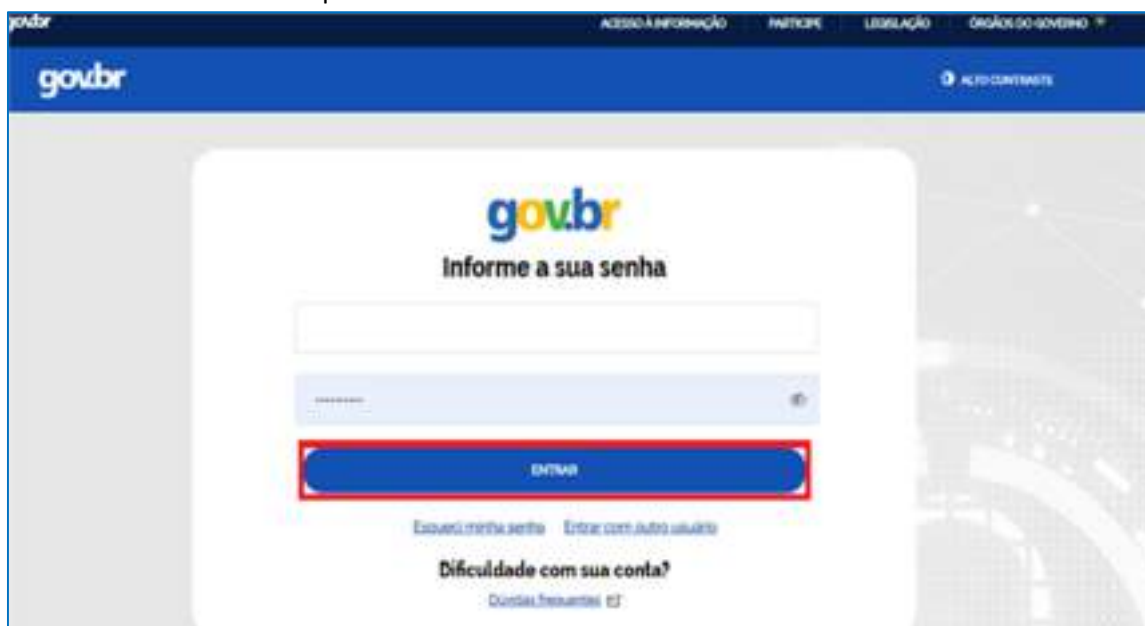 gov.br ACESSO À INFORMAÇÃO PARTICIPE LEGISLAÇÃO ÓRGÃOS DO GOVERNO
gov.br ALTO CONTRASTE
gov.br
Informe a sua senha
ENTRAR
Esqueci minha senha Entrar com outro usuário
Dificuldade com sua conta?
Dúvidas frequentes